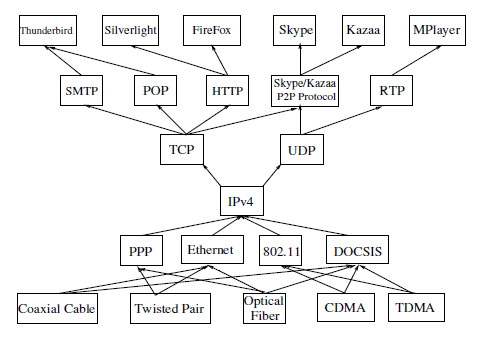 Thunderbird
Silverlight
FireFox
Skype
Kazaa
MPlayer
SMTP
POP
HTTP
Skype/Kazaa
P2P Protocol
RTP
TCP
UDP
IPv4
PPP
Ethernet
802.11
DOCSIS
Coaxial Cable
Twisted Pair
Optical
Fiber
CDMA
TDMA